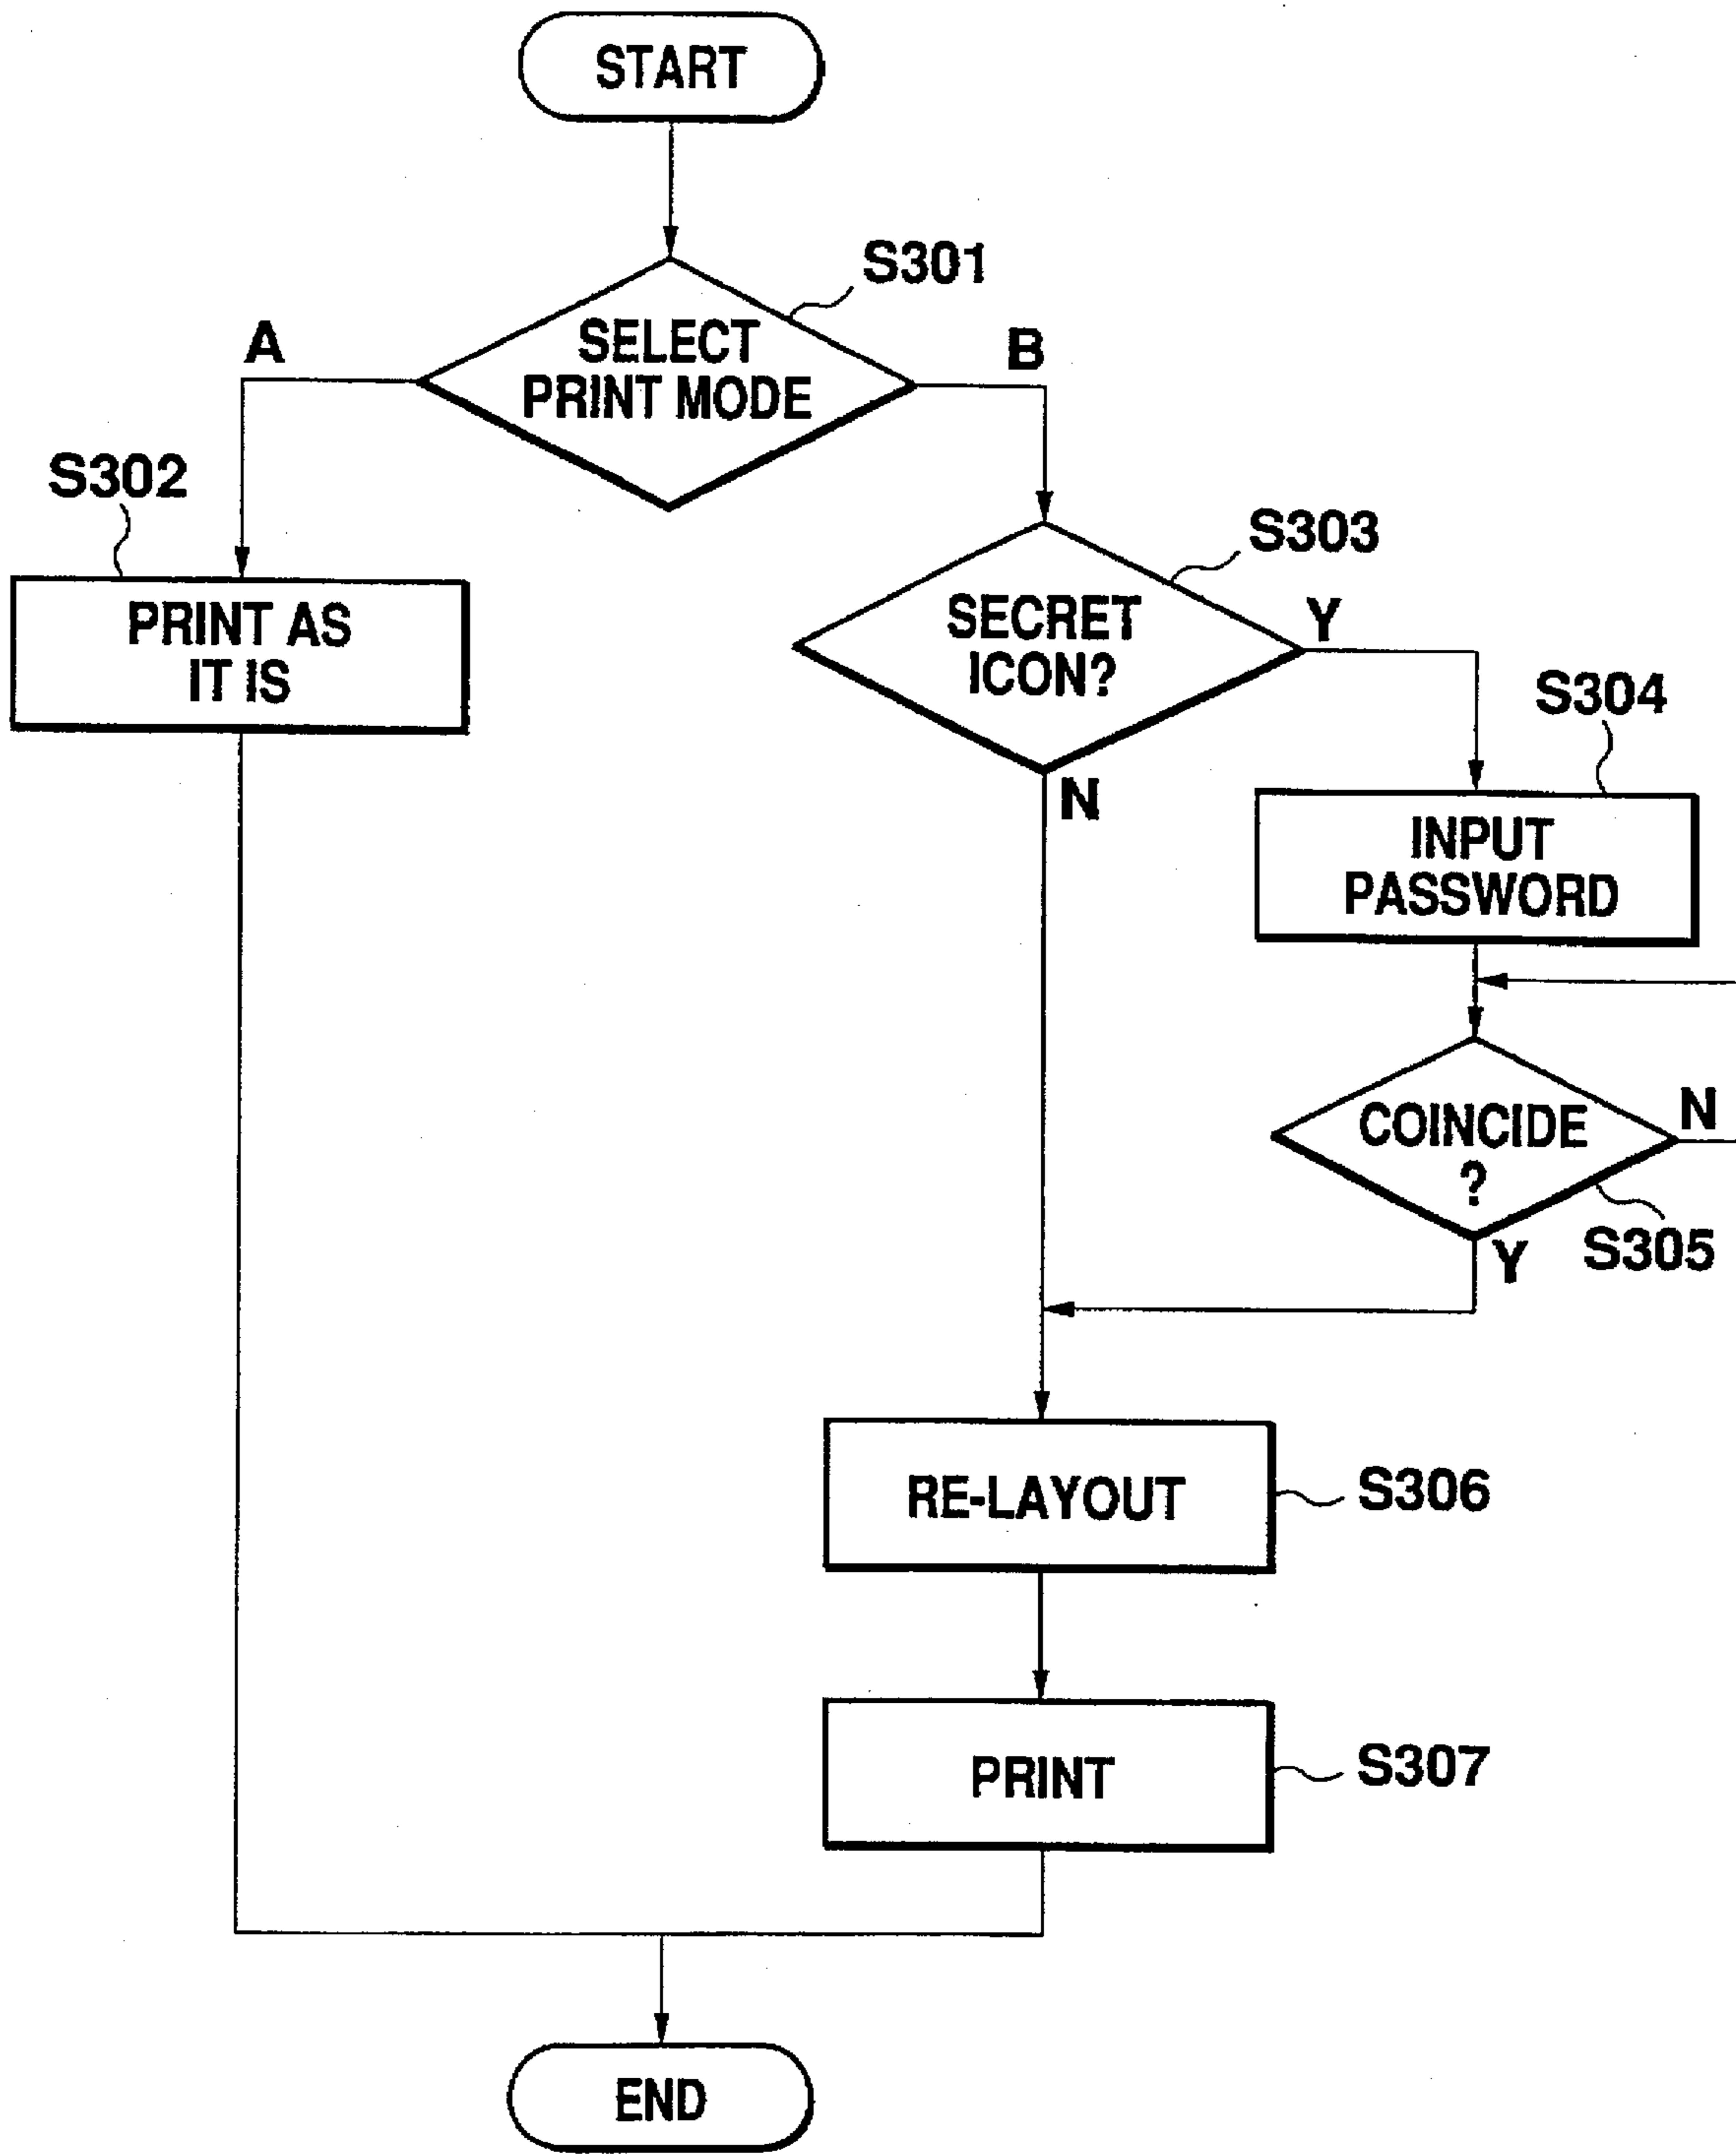 START
S301
A
SELECT
PRINT MODE
B
S302
PRINT AS
IT IS
S303
SECRET
ICON?
Y
N
S304
INPUT
PASSWORD
COINCIDE
?
N
Y
S305
RE-LAYOUT
S306
PRINT
S307
END